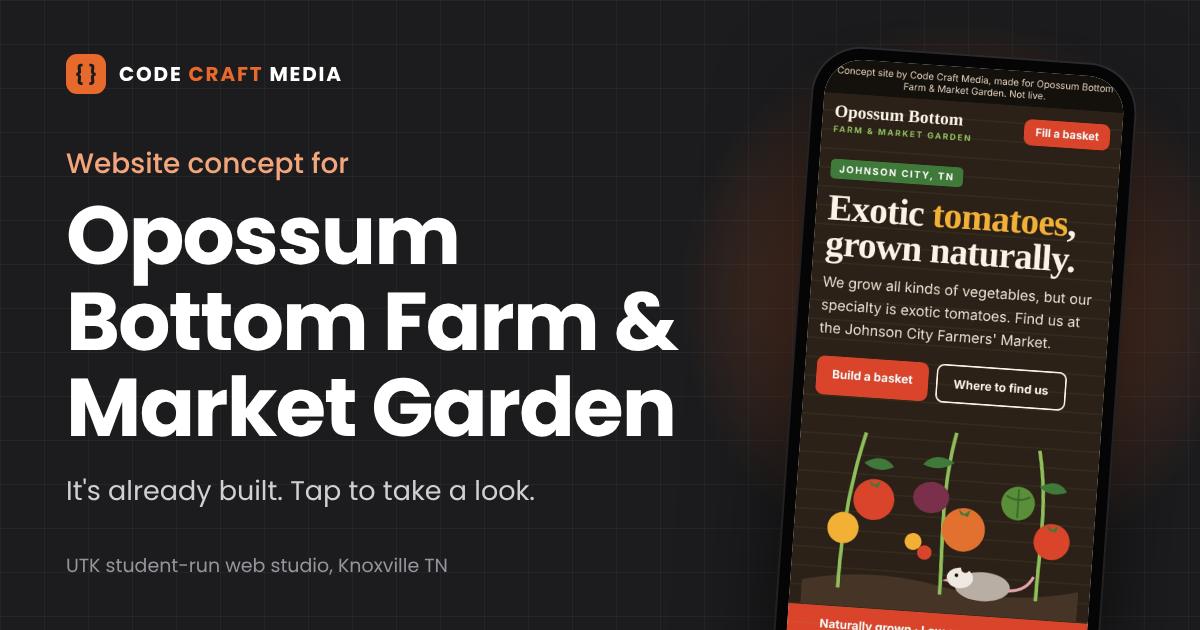 { } CODE CRAFT MEDIA
Website concept for
Opossum
Bottom Farm &
Market Garden
It's already built. Tap to take a look.
UTK student-run web studio, Knoxville TN
Concept site by Code Craft Media, made for Opossum Bottom
Farm & Market Garden. Not live.
Opossum Bottom
FARM & MARKET GARDEN
Fill a basket
JOHNSON CITY, TN
Exotic tomatoes,
grown naturally.
We grow all kinds of vegetables, but our
specialty is exotic tomatoes. Find us at
the Johnson City Farmers' Market.
Build a basket
Where to find us
Naturally grown ·